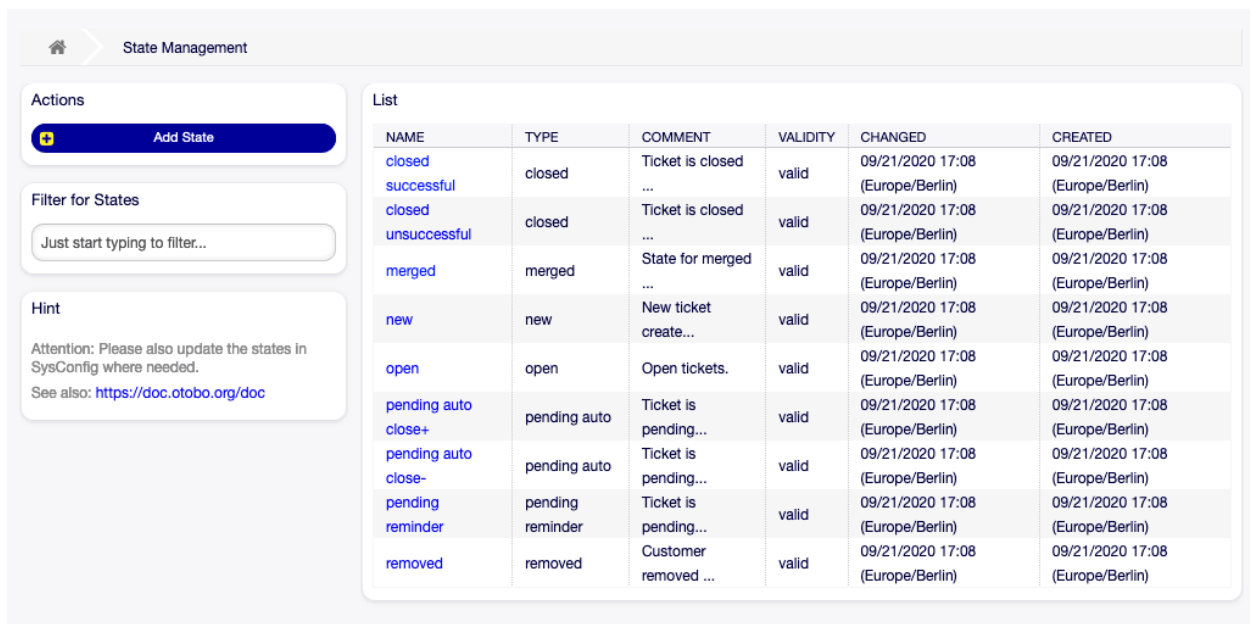 State Management
Actions
Add State
Filter for States
Just start typing to filter...
Hint
Attention: Please also update the states in
SysConfig where needed.
See also: https://doc.otobo.org/doc
List
NAME TYPE COMMENT VALIDITY CHANGED CREATED
closed successful closed Ticket is closed ... valid 09/21/2020 17:08 (Europe/Berlin) 09/21/2020 17:08 (Europe/Berlin)
closed unsuccessful closed Ticket is closed ... valid 09/21/2020 17:08 (Europe/Berlin) 09/21/2020 17:08 (Europe/Berlin)
merged merged State for merged ... valid 09/21/2020 17:08 (Europe/Berlin) 09/21/2020 17:08 (Europe/Berlin)
new new New ticket create... valid 09/21/2020 17:08 (Europe/Berlin) 09/21/2020 17:08 (Europe/Berlin)
open open Open tickets. valid 09/21/2020 17:08 (Europe/Berlin) 09/21/2020 17:08 (Europe/Berlin)
pending auto close+ pending auto Ticket is pending... valid 09/21/2020 17:08 (Europe/Berlin) 09/21/2020 17:08 (Europe/Berlin)
pending auto close- pending auto Ticket is pending... valid 09/21/2020 17:08 (Europe/Berlin) 09/21/2020 17:08 (Europe/Berlin)
pending reminder pending reminder Ticket is pending... valid 09/21/2020 17:08 (Europe/Berlin) 09/21/2020 17:08 (Europe/Berlin)
removed removed Customer removed ... valid 09/21/2020 17:08 (Europe/Berlin) 09/21/2020 17:08 (Europe/Berlin)